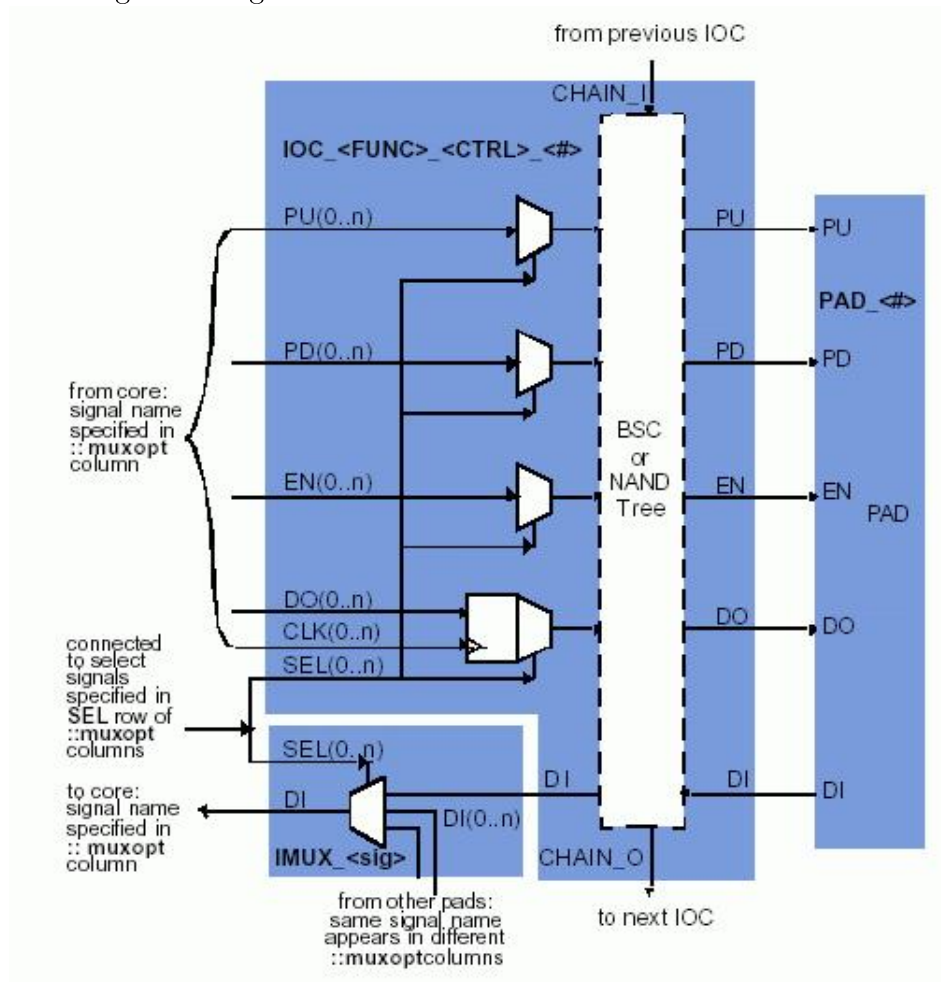 from previous IOC
CHAIN_I
IOC_<FUNC>_<CTRL>_<#>
PU(0..n)
PU
PU
PAD_<#>
PD(0..n)
PD
PD
from core:
signal name
specified in
::muxopt
column
BSC
or
NAND
Tree
EN(0..n)
EN
EN
PAD
DO(0..n)
DO
DO
CLK(0..n)
SEL(0..n)
connected
to select
signals
specified in
SEL row of
::muxopt
columns
SEL(0..n)
DI
DI
DI
DI
DI(0..n)
to core:
signal name
specified in
:: muxopt
column
IMUX_<sig>
CHAIN_O
from other pads:
same signal name
appears in different
::muxoptcolumns
to next IOC